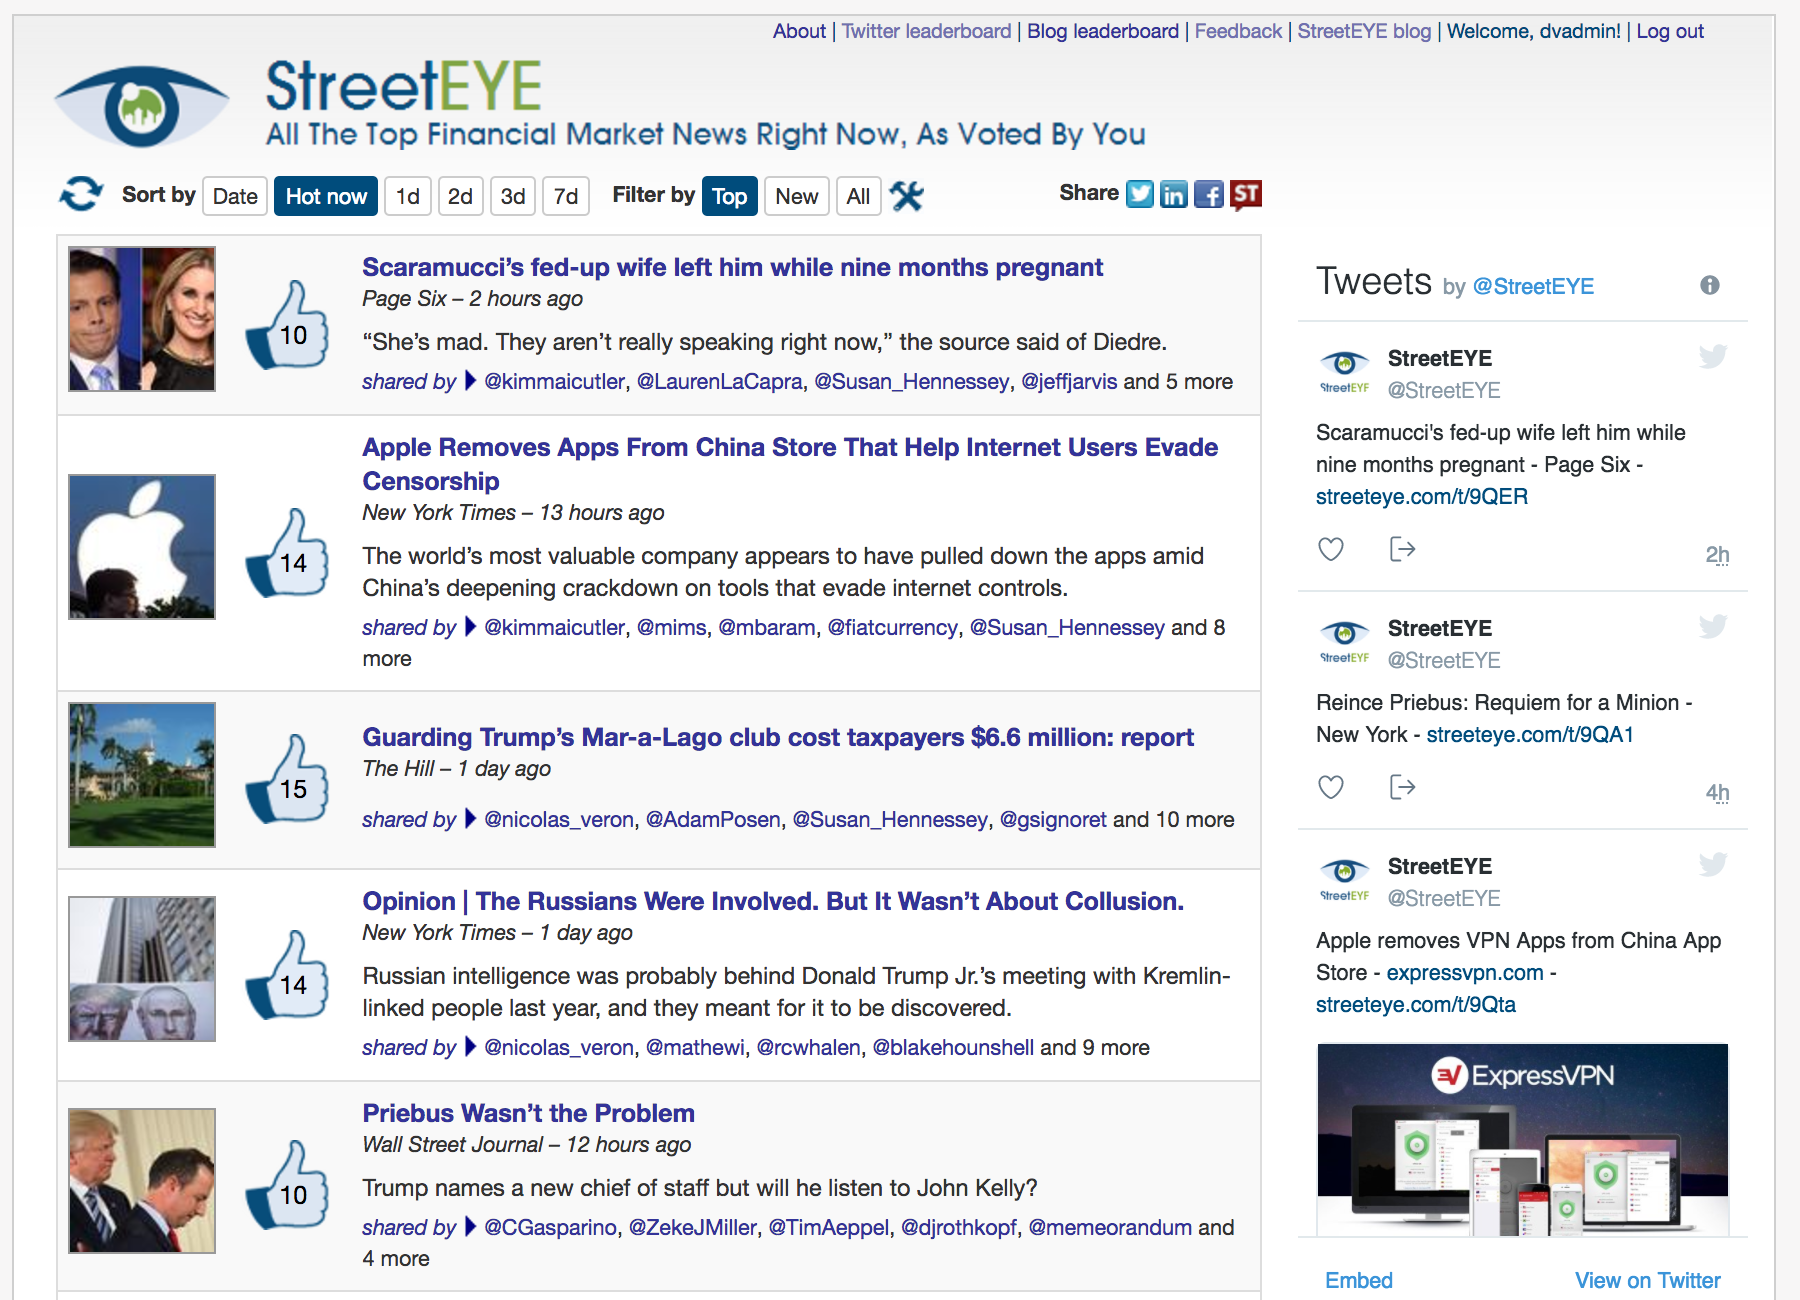 About | Twitter leaderboard | Blog leaderboard | Feedback | StreetEYE blog | Welcome, dvadmin! | Log out
StreetEYE
All The Top Financial Market News Right Now, As Voted By You
Sort by Date Hot now 1d 2d 3d 7d Filter by Top New All Share in f ST
Scaramucci’s fed-up wife left him while nine months pregnant
Page Six – 2 hours ago
10
“She’s mad. They aren’t really speaking right now,” the source said of Diedre.
shared by @kimmaicutler, @LaurenLaCapra, @Susan_Hennessey, @jeffjarvis and 5 more
Apple Removes Apps From China Store That Help Internet Users Evade
Censorship
New York Times – 13 hours ago
14
The world’s most valuable company appears to have pulled down the apps amid
China’s deepening crackdown on tools that evade internet controls.
shared by @kimmaicutler, @mims, @mbaram, @fiatcurrency, @Susan_Hennessey and 8
more
Guarding Trump’s Mar-a-Lago club cost taxpayers $6.6 million: report
The Hill – 1 day ago
15
shared by @nicolas_veron, @AdamPosen, @Susan_Hennessey, @gsignoret and 10 more
Opinion | The Russians Were Involved. But It Wasn’t About Collusion.
New York Times – 1 day ago
14
Russian intelligence was probably behind Donald Trump Jr.’s meeting with Kremlin-
linked people last year, and they meant for it to be discovered.
shared by @nicolas_veron, @mathewi, @rcwhalen, @blakehounshell and 9 more
Priebus Wasn’t the Problem
Wall Street Journal – 12 hours ago
10
Trump names a new chief of staff but will he listen to John Kelly?
shared by @CGasparino, @ZekeJMiller, @TimAeppel, @djrothkopf, @memeorandum and
4 more
Tweets by @StreetEYE
StreetEYE
StreetEYE
@StreetEYE
Scaramucci's fed-up wife left him while
nine months pregnant - Page Six -
streeteye.com/t/9QER
2h
StreetEYE
StreetEYE
@StreetEYE
Reince Priebus: Requiem for a Minion -
New York - streeteye.com/t/9QA1
4h
StreetEYE
StreetEYE
@StreetEYE
Apple removes VPN Apps from China App
Store - expressvpn.com -
streeteye.com/t/9Qta
ExpressVPN
Embed View on Twitter